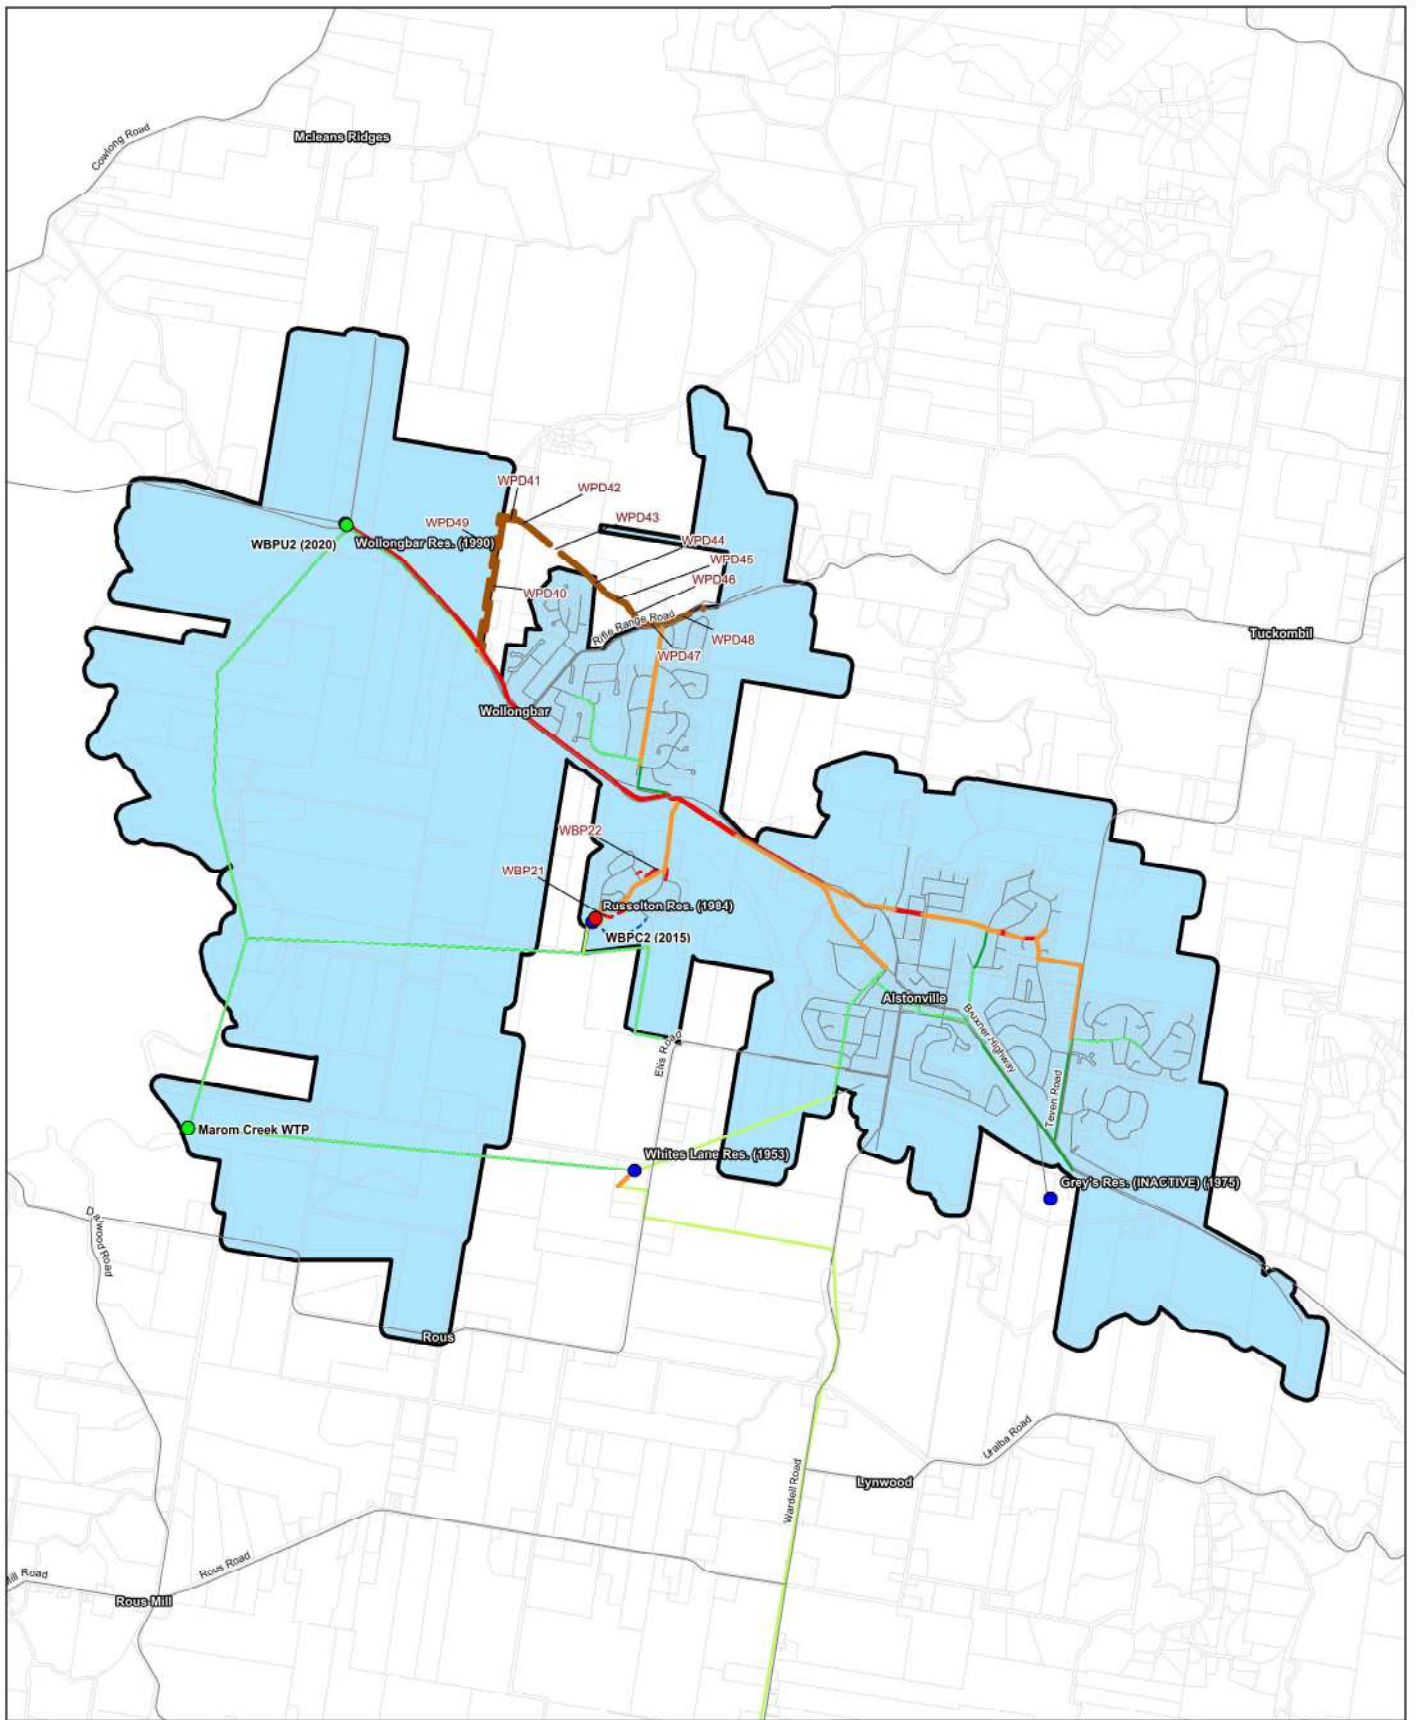 Cowlong Road
Mcleans Ridges
WPD41
WPD42
WPD43
WPD49
WPD44
WBPU2 (2020)
Wollongbar Res. (1990)
WPD45
WPD46
WPD40
Rifle Range Road
WPD48
Tuckombil
WPD47
Wollongbar
WBP22
WBP21
Russelton Res. (1984)
WBPC2 (2015)
Alstonville
Bruxner Highway
Ellis Road
Teven Road
Marom Creek WTP
Whites Lane Res. (1953)
Grey's Res. (INACTIVE) (1975)
Dalwood Road
Rous
Uralba Road
Lynwood
Wardell Road
Rous Road
Mill Road
Rous Mill